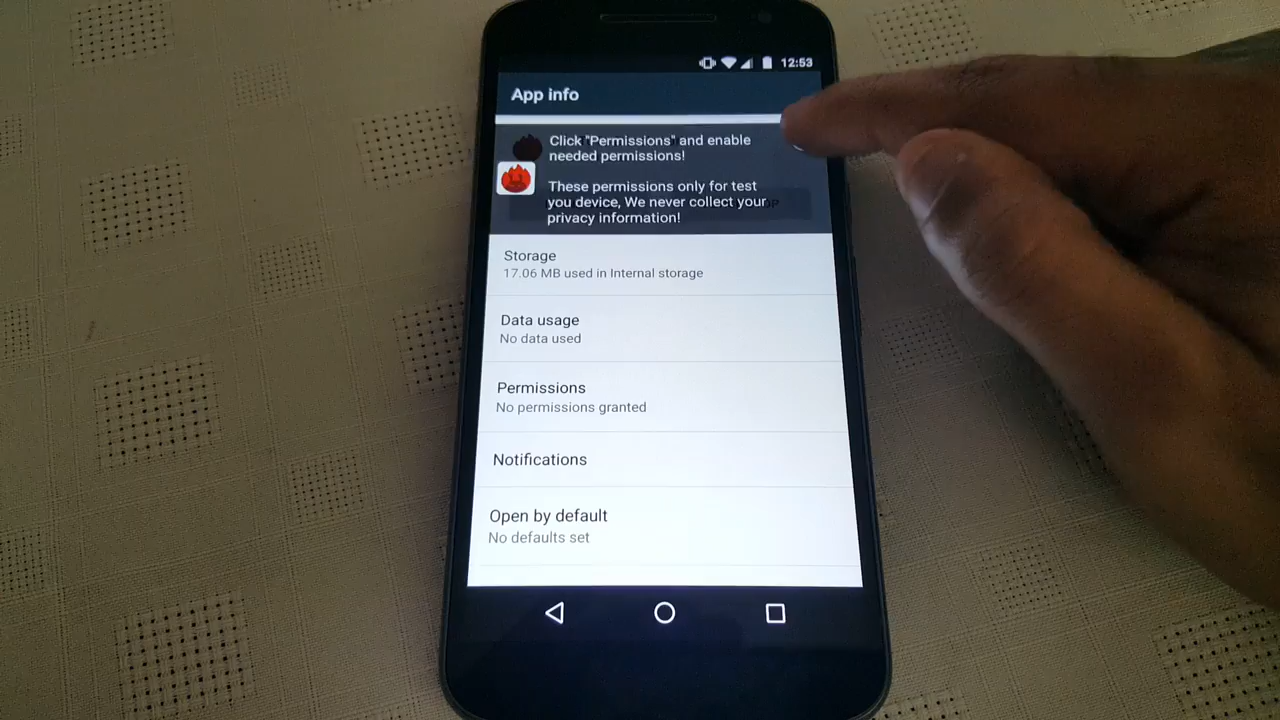 12:53
App info
Click "Permissions" and enable
needed permissions!
These permissions only for test
you device, We never collect your
privacy information!
Storage
17.06 MB used in Internal storage
Data usage
No data used
Permissions
No permissions granted
Notifications
Open by default
No defaults set